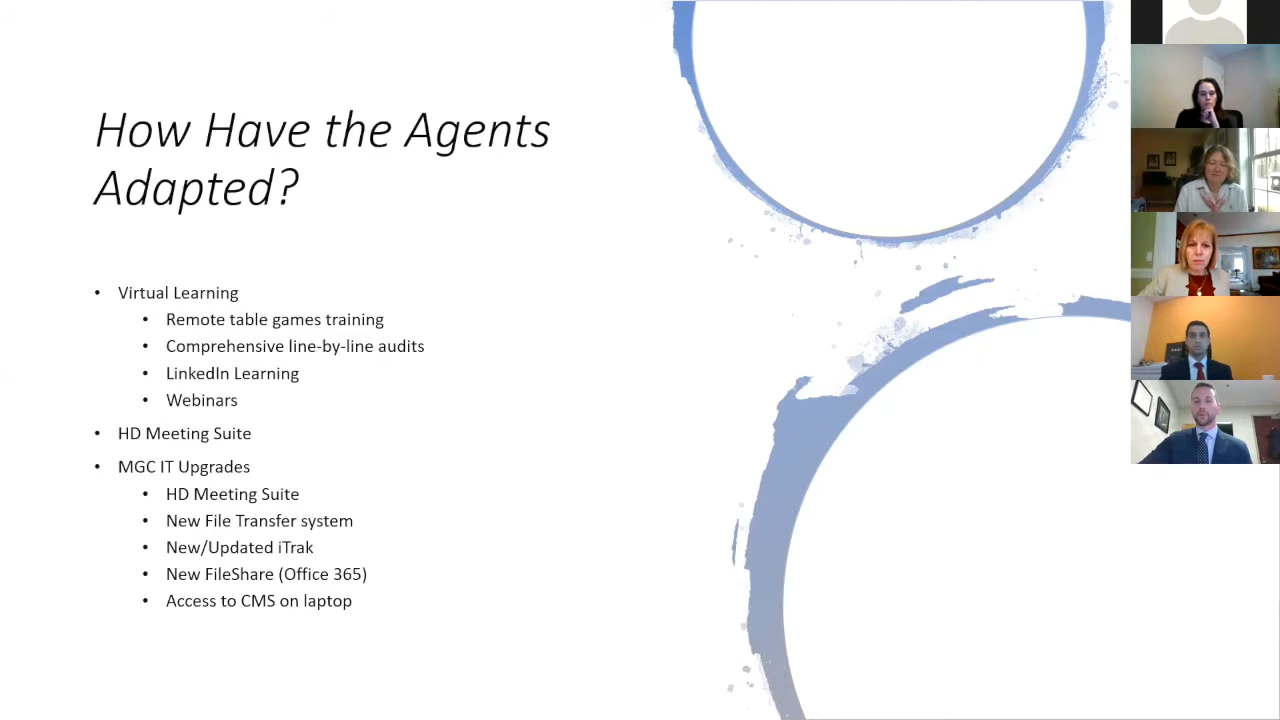 How Have the Agents
Adapted?
• Virtual Learning
• Remote table games training
• Comprehensive line-by-line audits
• LinkedIn Learning
• Webinars
• HD Meeting Suite
• MGC IT Upgrades
• HD Meeting Suite
• New File Transfer system
• New/Updated iTrak
• New FileShare (Office 365)
• Access to CMS on laptop